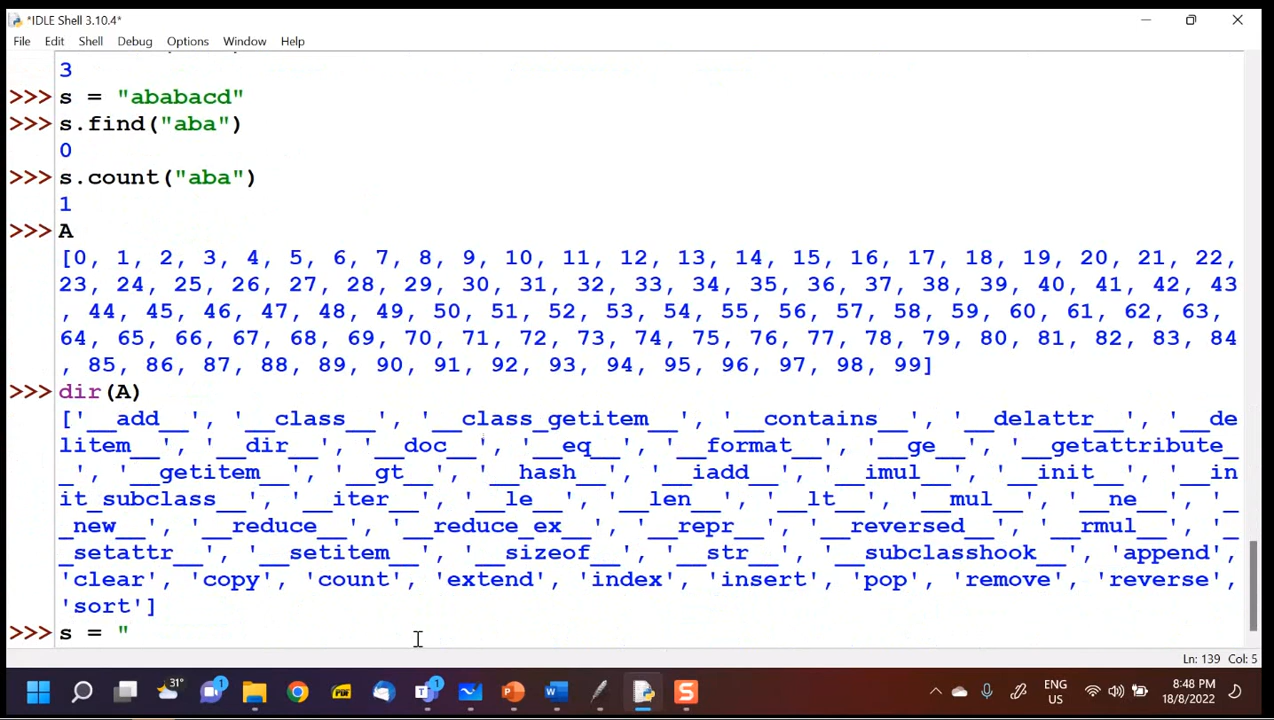 *IDLE Shell 3.10.4*
File Edit Shell Debug Options Window Help
3
>>> s = "ababacd"
>>> s.find("aba")
0
>>> s.count("aba")
1
>>> A
[0, 1, 2, 3, 4, 5, 6, 7, 8, 9, 10, 11, 12, 13, 14, 15, 16, 17, 18, 19, 20, 21, 22,
23, 24, 25, 26, 27, 28, 29, 30, 31, 32, 33, 34, 35, 36, 37, 38, 39, 40, 41, 42, 43
, 44, 45, 46, 47, 48, 49, 50, 51, 52, 53, 54, 55, 56, 57, 58, 59, 60, 61, 62, 63,
64, 65, 66, 67, 68, 69, 70, 71, 72, 73, 74, 75, 76, 77, 78, 79, 80, 81, 82, 83, 84
, 85, 86, 87, 88, 89, 90, 91, 92, 93, 94, 95, 96, 97, 98, 99]
>>> dir(A)
['__add__', '__class__', '__class_getitem__', '__contains__', '__delattr__', '__de
litem__', '__dir__', '__doc__', '__eq__', '__format__', '__ge__', '__getattribute_
_', '__getitem__', '__gt__', '__hash__', '__iadd__', '__imul__', '__init__', '__in
it_subclass__', '__iter__', '__le__', '__len__', '__lt__', '__mul__', '__ne__', '_
_new__', '__reduce__', '__reduce_ex__', '__repr__', '__reversed__', '__rmul__', '_
_setattr__', '__setitem__', '__sizeof__', '__str__', '__subclasshook__', 'append',
'clear', 'copy', 'count', 'extend', 'index', 'insert', 'pop', 'remove', 'reverse',
'sort']
>>> s = "
Ln: 139 Col: 5
31° 1 PDF T 1 P W S ENG US 8:48 PM 18/8/2022